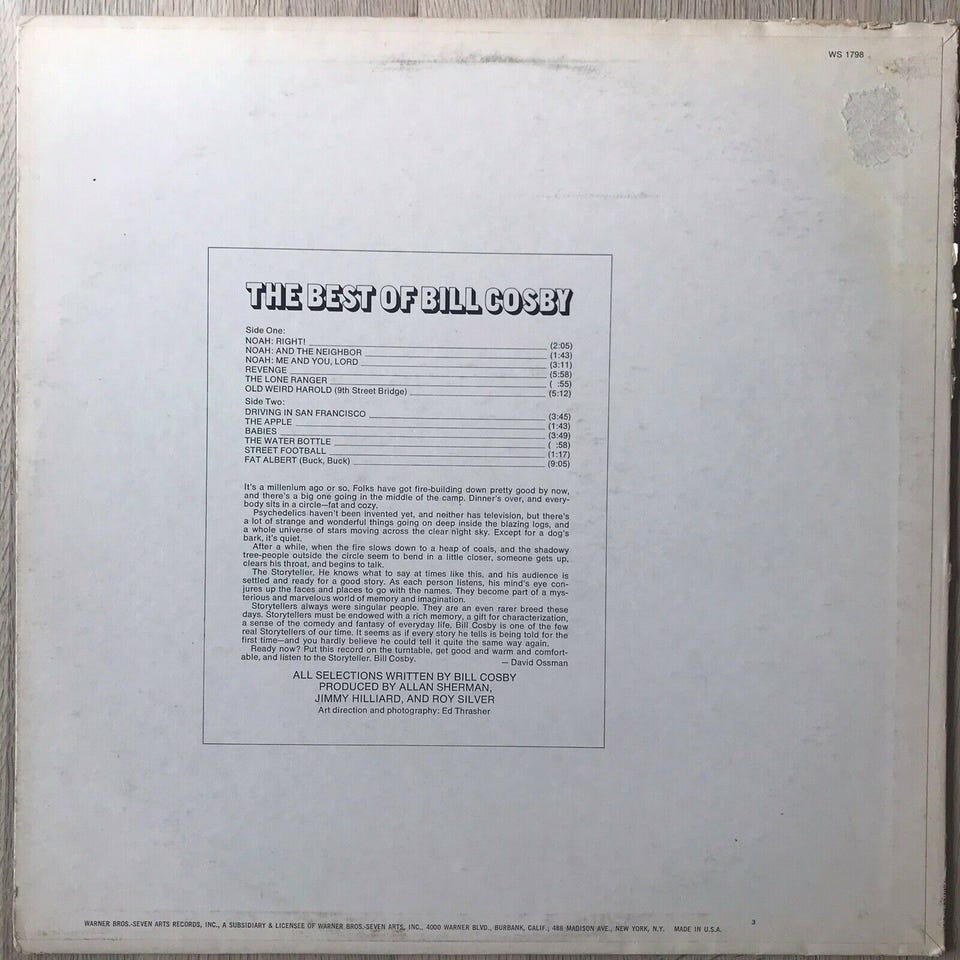 WS 1798
THE BEST OF BILL COSBY
Side One:
NOAH: RIGHT! (2:05)
NOAH: AND THE NEIGHBOR (1:43)
NOAH: ME AND YOU, LORD (3:11)
REVENGE (5:58)
THE LONE RANGER ( :55)
OLD WEIRD HAROLD (9th Street Bridge) (5:12)
Side Two:
DRIVING IN SAN FRANCISCO (3:45)
THE APPLE (1:43)
BABIES (3:49)
THE WATER BOTTLE ( :58)
STREET FOOTBALL (1:17)
FAT ALBERT (Buck, Buck) (9:05)
It's a millenium ago or so. Folks have got fire-building down pretty good by now,
and there's a big one going in the middle of the camp. Dinner's over, and every-
body sits in a circle—fat and cozy.
Psychedelics haven't been invented yet, and neither has television, but there's
a lot of strange and wonderful things going on deep inside the blazing logs, and
a whole universe of stars moving across the clear night sky. Except for a dog's
bark, it's quiet.
After a while, when the fire slows down to a heap of coals, and the shadowy
tree-people outside the circle seem to bend in a little closer, someone gets up,
clears his throat, and begins to talk.
The Storyteller. He knows what to say at times like this, and his audience is
settled and ready for a good story. As each person listens, his mind's eye con-
jures up the faces and places to go with the names. They become part of a mys-
terious and marvelous world of memory and imagination.
Storytellers always were singular people. They are an even rarer breed these
days. Storytellers must be endowed with a rich memory, a gift for characterization,
a sense of the comedy and fantasy of everyday life. Bill Cosby is one of the few
real Storytellers of our time. It seems as if every story he tells is being told for the
first time—and you hardly believe he could tell it quite the same way again.
Ready now? Put this record on the turntable, get good and warm and comfort-
able, and listen to the Storyteller. Bill Cosby.
— David Ossman
ALL SELECTIONS WRITTEN BY BILL COSBY
PRODUCED BY ALLAN SHERMAN,
JIMMY HILLIARD, AND ROY SILVER
Art direction and photography: Ed Thrasher
3
WARNER BROS.-SEVEN ARTS RECORDS, INC., A SUBSIDIARY & LICENSEE OF WARNER BROS.-SEVEN ARTS, INC., 4000 WARNER BLVD., BURBANK, CALIF.; 488 MADISON AVE., NEW YORK, N.Y. MADE IN U.S.A.